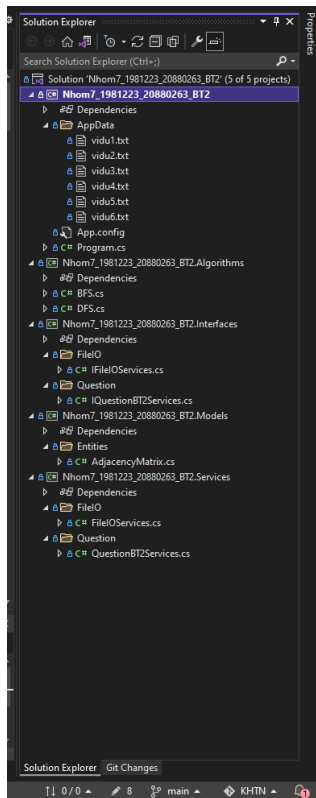 Solution Explorer
Properties
Search Solution Explorer (Ctrl+;)
Solution 'Nhom7_1981223_20880263_BT2' (5 of 5 projects)
C# Nhom7_1981223_20880263_BT2
Dependencies
AppData
vidu1.txt
vidu2.txt
vidu3.txt
vidu4.txt
vidu5.txt
vidu6.txt
App.config
C# Program.cs
C# Nhom7_1981223_20880263_BT2.Algorithms
Dependencies
C# BFS.cs
C# DFS.cs
C# Nhom7_1981223_20880263_BT2.Interfaces
Dependencies
FileIO
C# IFileIOServices.cs
Question
C# IQuestionBT2Services.cs
C# Nhom7_1981223_20880263_BT2.Models
Dependencies
Entities
C# AdjacencyMatrix.cs
C# Nhom7_1981223_20880263_BT2.Services
Dependencies
FileIO
C# FileIOServices.cs
Question
C# QuestionBT2Services.cs
Solution Explorer Git Changes
0 / 0 8 main KHTN 1